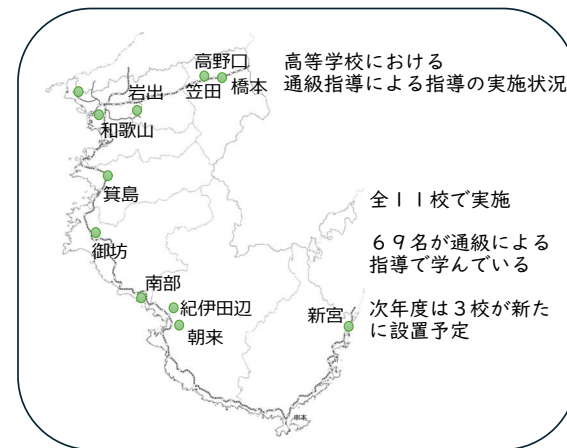 高等学校における
通級指導による指導の実施状況
高野口
岩出
笠田
橋本
和歌山
箕島
全11校で実施
69名が通級による
指導で学んでいる
御坊
南部
紀伊田辺
朝来
新宮
次年度は3校が新た
に設置予定
串本